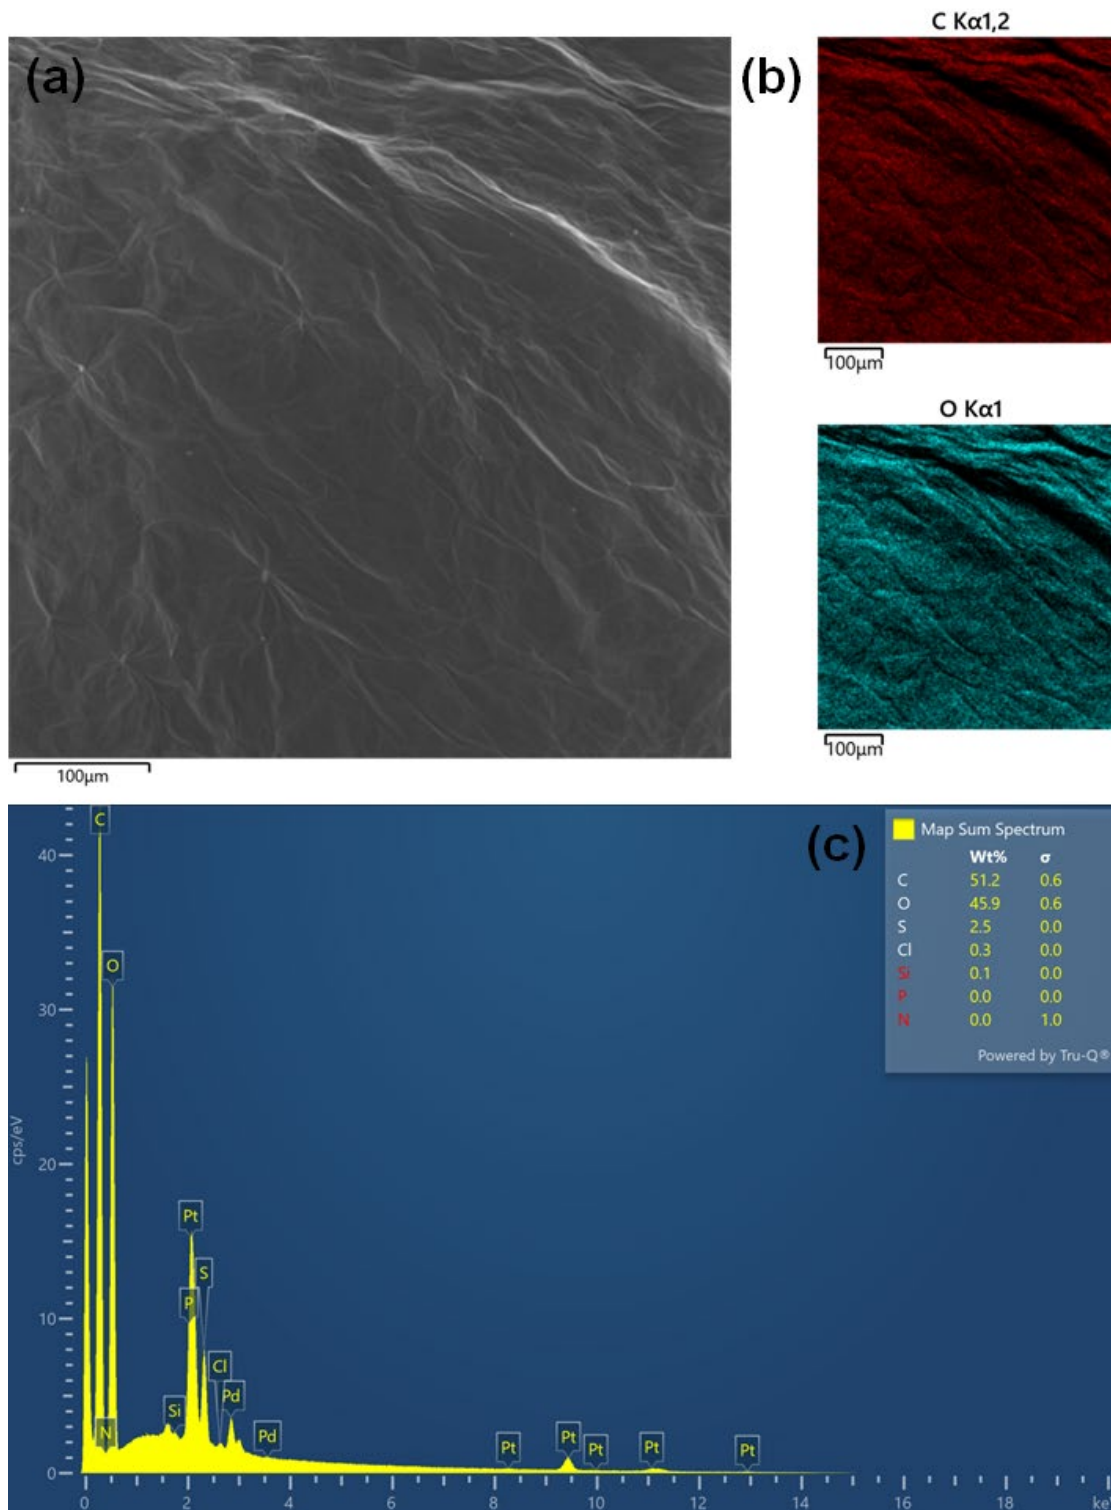 (a)
100µm
(b)
C Kα1,2
100µm
O Kα1
100µm
(c)
Map Sum Spectrum
Wt% σ
C 51.2 0.6
O 45.9 0.6
S 2.5 0.0
Cl 0.3 0.0
Si 0.1 0.0
P 0.0 0.0
N 0.0 1.0
Powered by Tru-Q®
cps/eV
40
30
20
10
0
C
O
Pt
S
P
Cl
Pd
Si
N
Pd
Pt
Pt
Pt
Pt
Pt
0 2 4 6 8 10 12 14 16 18 ke